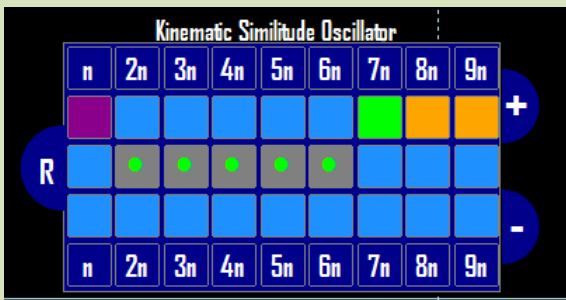 Kinematic Similitude Oscillator
n 2n 3n 4n 5n 6n 7n 8n 9n
+
R
-
n 2n 3n 4n 5n 6n 7n 8n 9n